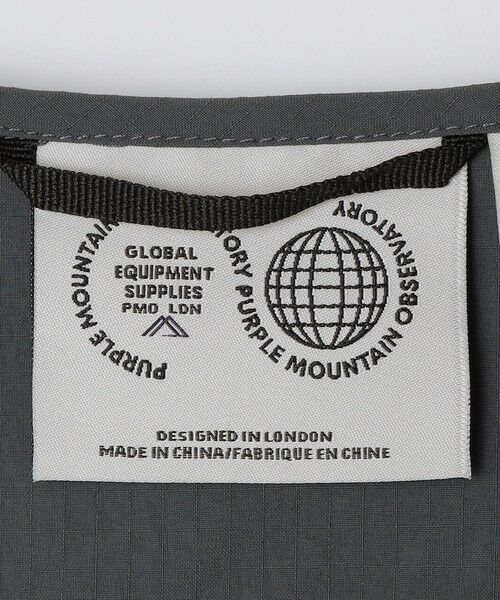 PURPLE MOUNTAIN
GLOBAL
EQUIPMENT
SUPPLIES
PMO LDN
PURPLE MOUNTAIN OBSERVATORY
DESIGNED IN LONDON
MADE IN CHINA/FABRIQUE EN CHINE